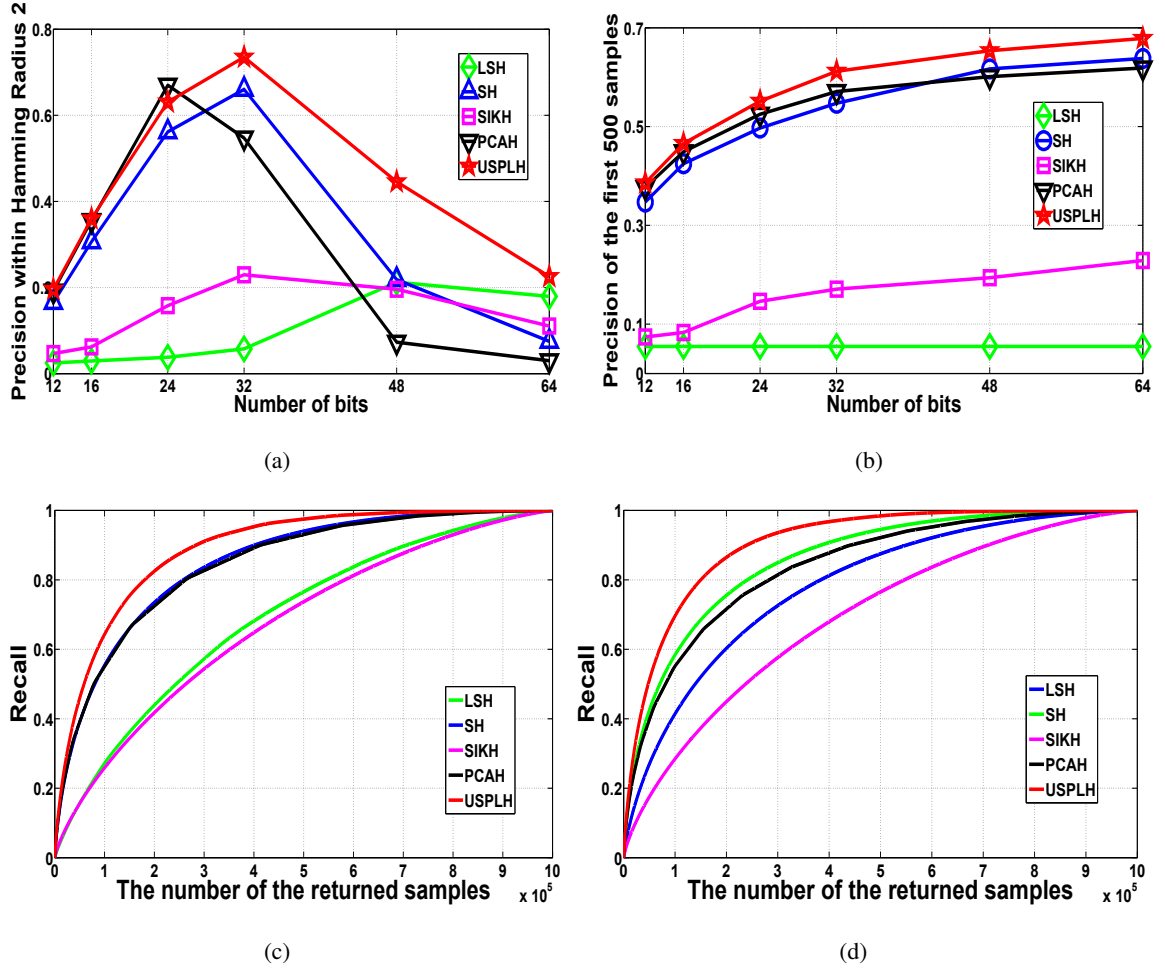 Precision within Hamming Radius 2
0.8
0.6
0.4
0.2
0
12 16 24 32 48 64
Number of bits
LSH
SH
SIKH
PCAH
USPLH
(a)
Precision of the first 500 samples
0.7
0.5
0.3
0.1
0
12 16 24 32 48 64
Number of bits
LSH
SH
SIKH
PCAH
USPLH
(b)
Recall
1
0.8
0.6
0.4
0.2
0
0 1 2 3 4 5 6 7 8 9 10
The number of the returned samples
x 10^5
LSH
SH
SIKH
PCAH
USPLH
(c)
Recall
1
0.8
0.6
0.4
0.2
0
0 1 2 3 4 5 6 7 8 9 10
The number of the returned samples
x 10^5
LSH
SH
SIKH
PCAH
USPLH
(d)